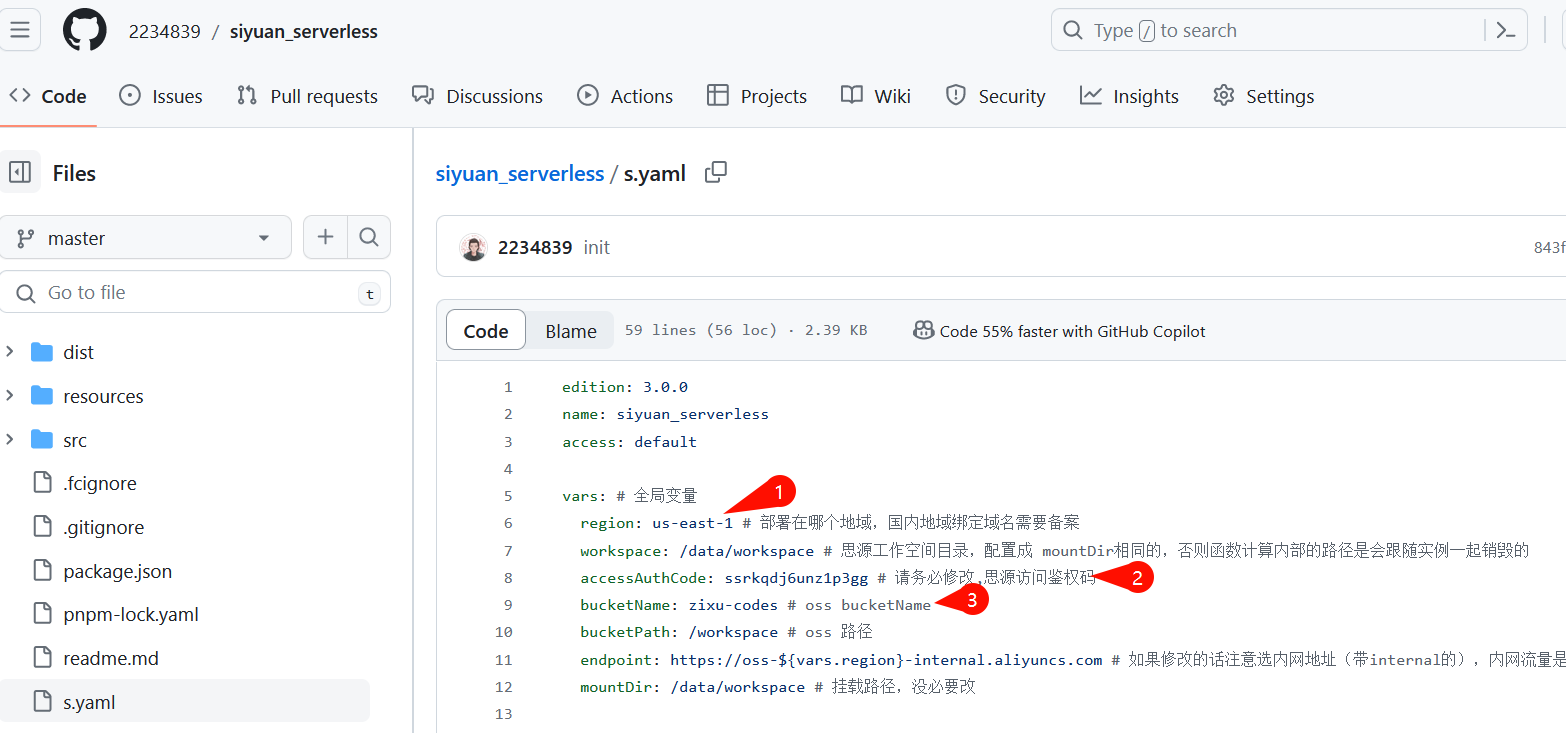 2234839 / siyuan_serverless
Type / to search
Code
Issues
Pull requests
Discussions
Actions
Projects
Wiki
Security
Insights
Settings
Files
master
Go to file
t
dist
resources
src
.fcignore
.gitignore
package.json
pnpm-lock.yaml
readme.md
s.yaml
siyuan_serverless / s.yaml
2234839 init
843f
Code
Blame
59 lines (56 loc) · 2.39 KB
Code 55% faster with GitHub Copilot
1 edition: 3.0.0
2 name: siyuan_serverless
3 access: default
4
5 vars: # 全局变量
1
6 region: us-east-1 # 部署在哪个地域，国内地域绑定域名需要备案
7 workspace: /data/workspace # 思源工作空间目录，配置成 mountDir相同的，否则函数计算内部的路径是会跟随实例一起销毁的
8 accessAuthCode: ssrkqdj6unz1p3gg # 请务必修改,思源访问鉴权码
2
9 bucketName: zixu-codes # oss bucketName
3
10 bucketPath: /workspace # oss 路径
11 endpoint: https://oss-${vars.region}-internal.aliyuncs.com # 如果修改的话注意选内网地址（带internal的），内网流量是
12 mountDir: /data/workspace # 挂载路径，没必要改
13